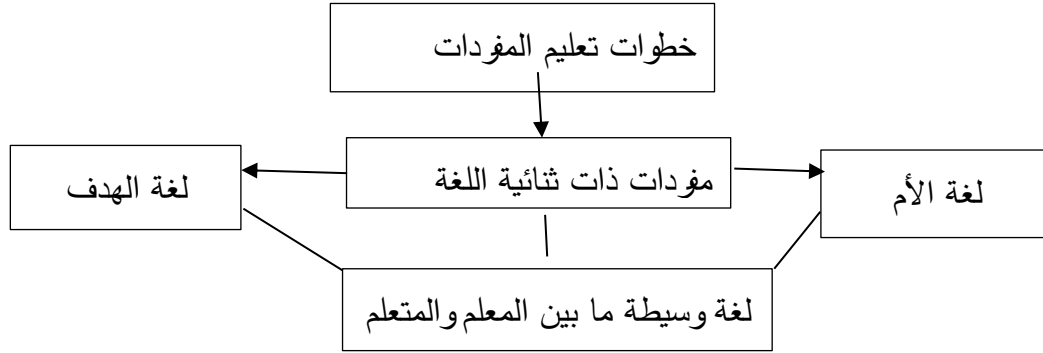 خطوات تعليم المفردات
مفردات ذات ثنائية اللغة
لغة الأم
لغة الهدف
لغة وسيطة ما بين المعلم والمتعلم